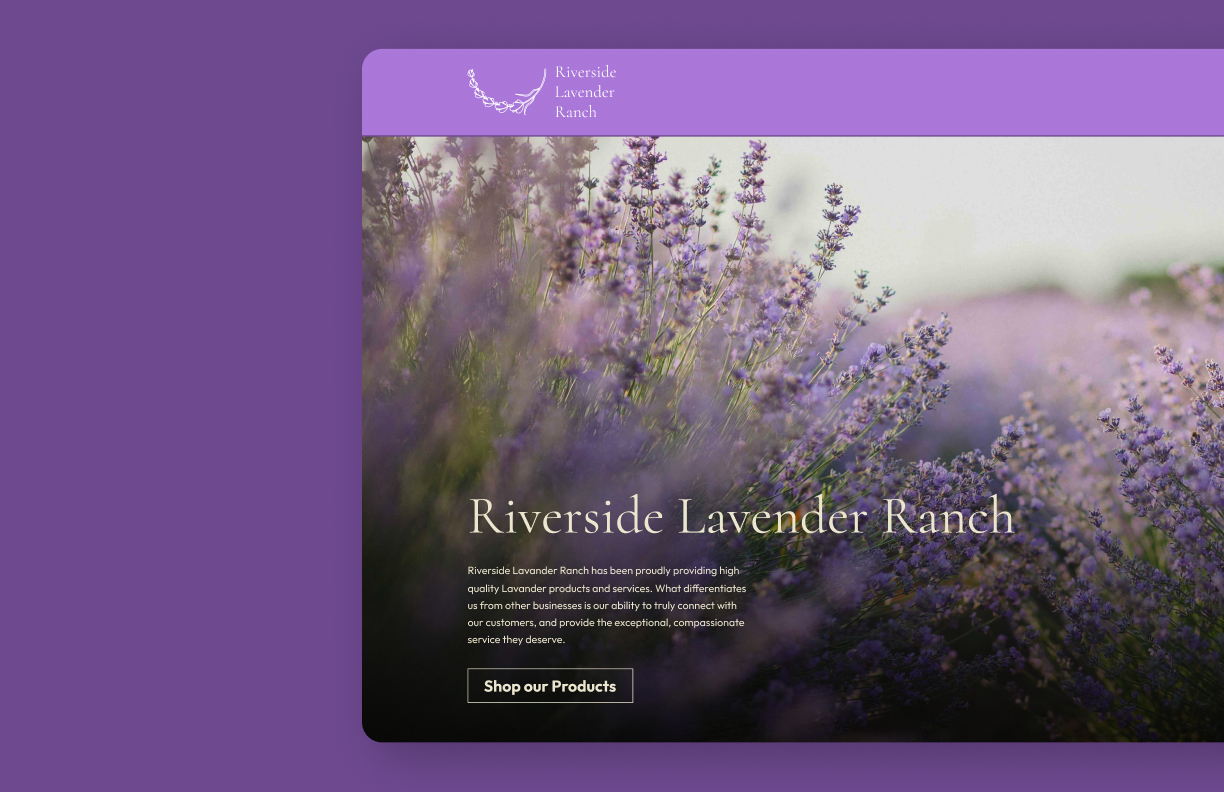 Riverside
Lavender
Ranch
Riverside Lavender Ranch
Riverside Lavander Ranch has been proudly providing high
quality Lavander products and services. What differentiates
us from other businesses is our ability to truly connect with
our customers, and provide the exceptional, compassionate
service they deserve.
Shop our Products